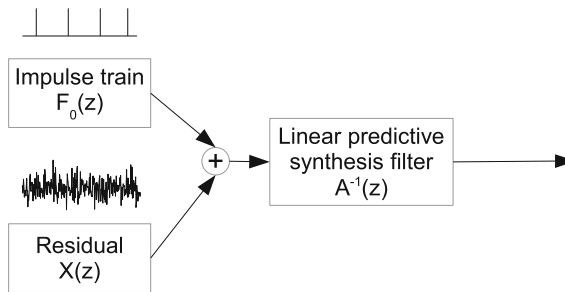 Impulse train
F₀(z)
+
Linear predictive
synthesis filter
A⁻¹(z)
Residual
X(z)